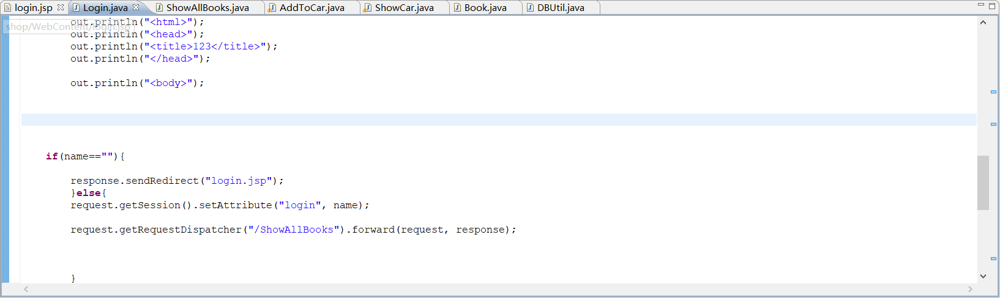 login.jsp Login.java ShowAllBooks.java AddToCar.java ShowCar.java Book.java DBUtil.java
shop/WebContent/login.jsp
out.println("<html>");
out.println("<head>");
out.println("<title>123</title>");
out.println("</head>");
out.println("<body>");
if(name==""){
response.sendRedirect("login.jsp");
}else{
request.getSession().setAttribute("login", name);
request.getRequestDispatcher("/ShowAllBooks").forward(request, response);
}